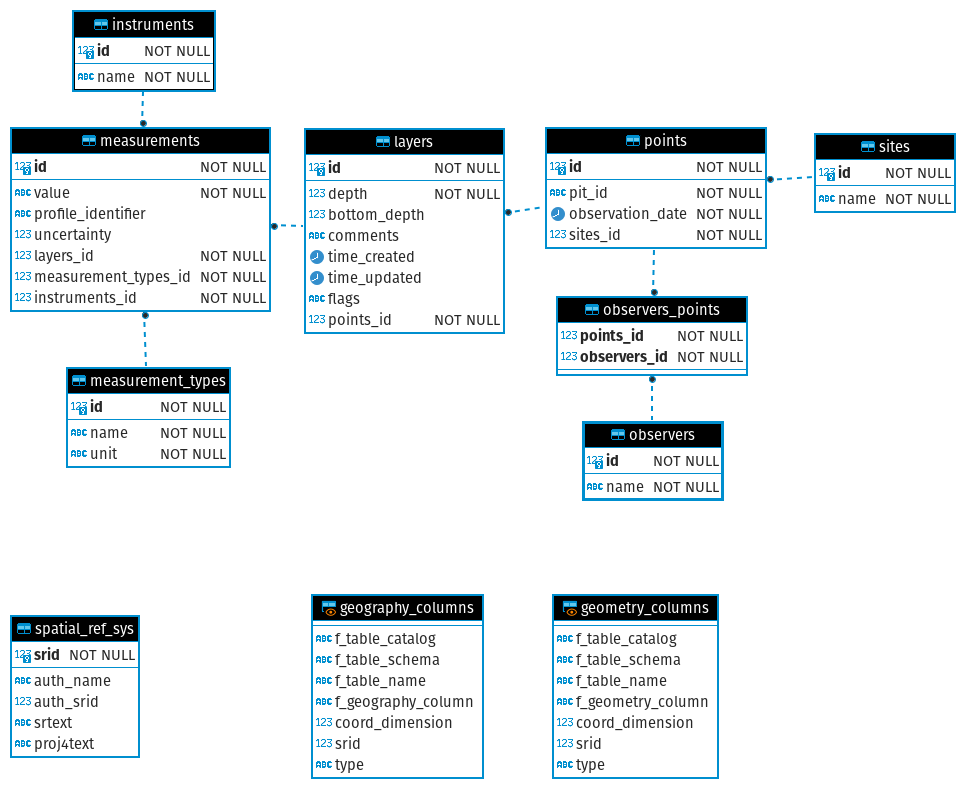 instruments
123 id NOT NULL
ABC name NOT NULL
measurements
123 id NOT NULL
ABC value NOT NULL
ABC profile_identifier
123 uncertainty
123 layers_id NOT NULL
123 measurement_types_id NOT NULL
123 instruments_id NOT NULL
layers
123 id NOT NULL
123 depth NOT NULL
123 bottom_depth
ABC comments
time_created
time_updated
ABC flags
123 points_id NOT NULL
points
123 id NOT NULL
ABC pit_id NOT NULL
observation_date NOT NULL
123 sites_id NOT NULL
sites
123 id NOT NULL
ABC name NOT NULL
observers_points
123 points_id NOT NULL
123 observers_id NOT NULL
measurement_types
123 id NOT NULL
ABC name NOT NULL
ABC unit NOT NULL
observers
123 id NOT NULL
ABC name NOT NULL
spatial_ref_sys
123 srid NOT NULL
ABC auth_name
123 auth_srid
ABC srtext
ABC proj4text
geography_columns
ABC f_table_catalog
ABC f_table_schema
ABC f_table_name
ABC f_geography_column
123 coord_dimension
123 srid
ABC type
geometry_columns
ABC f_table_catalog
ABC f_table_schema
ABC f_table_name
ABC f_geometry_column
123 coord_dimension
123 srid
ABC type